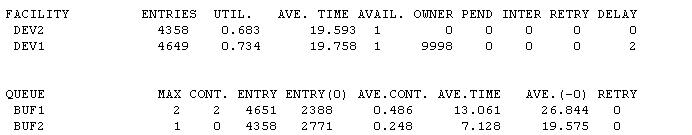 FACILITY ENTRIES UTIL. AVE. TIME AVAIL. OWNER PEND INTER RETRY DELAY
DEV2 4358 0.683 19.593 1 0 0 0 0 0
DEV1 4649 0.734 19.758 1 9998 0 0 0 2
QUEUE MAX CONT. ENTRY ENTRY(0) AVE.CONT. AVE.TIME AVE.(-0) RETRY
BUF1 2 2 4651 2388 0.486 13.061 26.844 0
BUF2 1 0 4358 2771 0.248 7.128 19.575 0